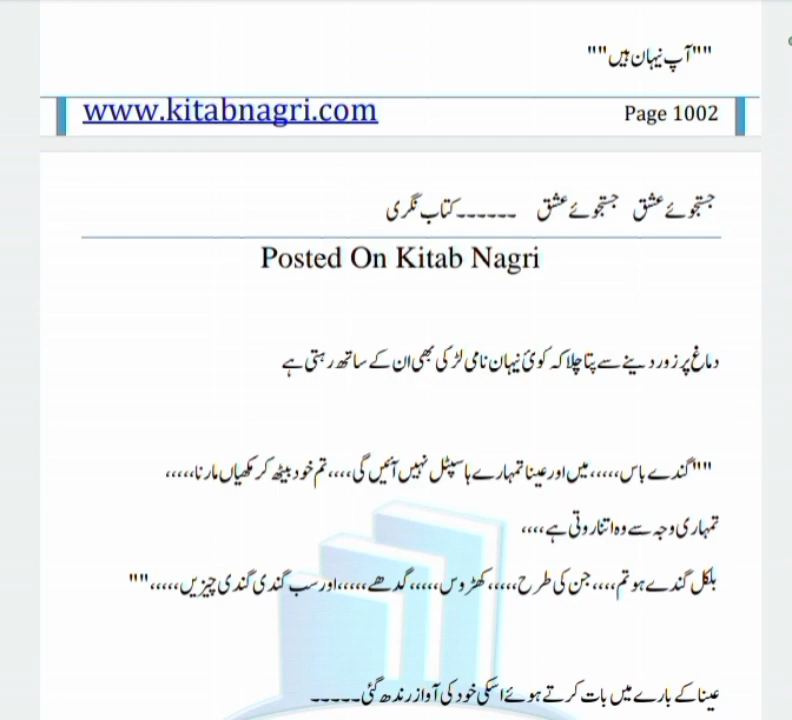 ""آپ نیہان ہیں""
www.kitabnagri.com Page 1002
جستجوئے عشق جستجوئے عشق ------ کتاب نگری
Posted On Kitab Nagri
دماغ پر زور دینے سے پتا چلا کہ کوئ نیہان نامی لڑکی بھی ان کے ساتھ رہتی ہے
""گندے باس،،،،، میں اور عینا تمہارے ہاسپٹل نہیں آئیں گی،،،، تم خود بیٹھ کر مکھیاں مارنا،،،،،
تمہاری وجہ سے وہ اتنا روتی ہے،،،،
بلکل گندے ہو تم،،،، جن کی طرح،،،،، کھڑوس،،،،، گدھے،،،،،اور سب گندی گندی چیزیں،،،،،""
عینا کے بارے میں بات کرتے ہوئے اسکی خود کی آواز رندھ گئی------